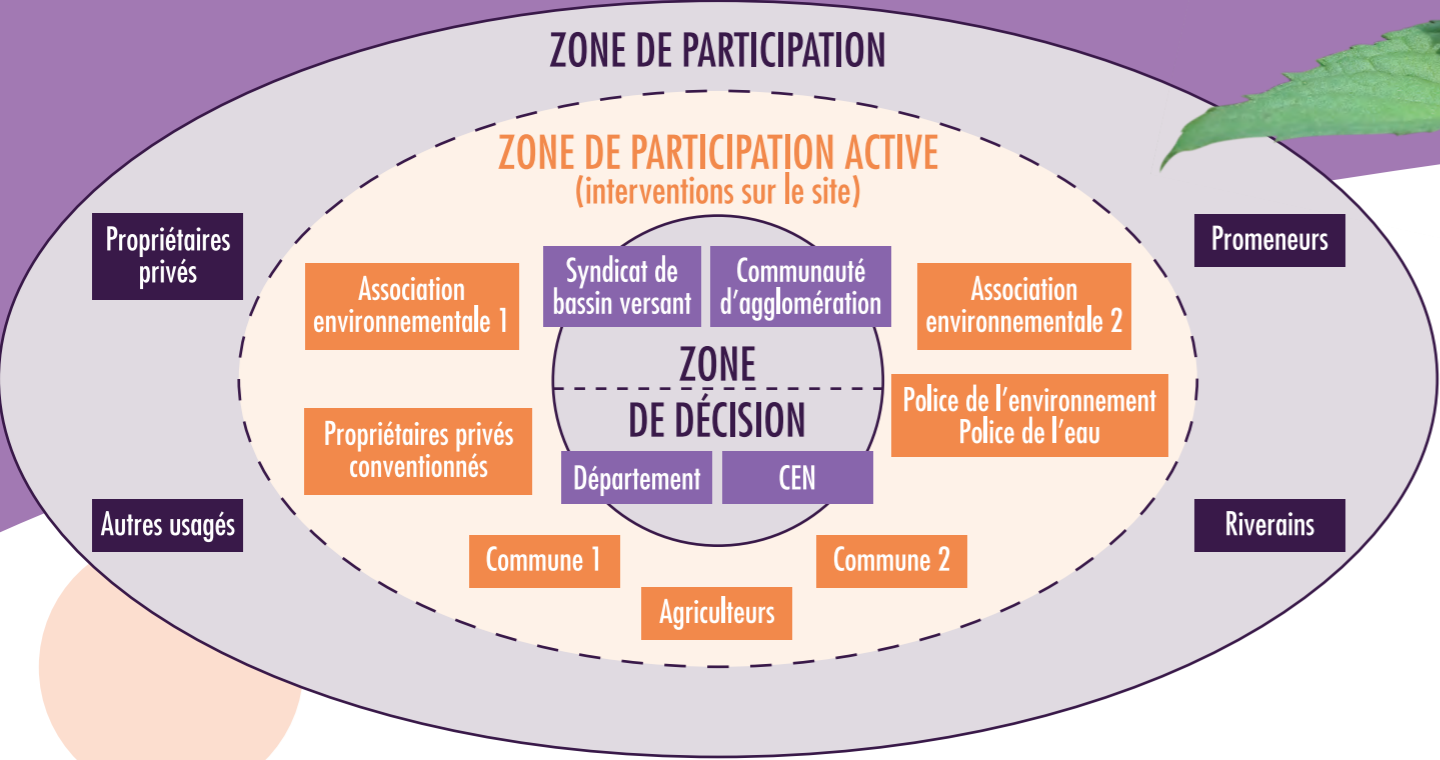 ZONE DE PARTICIPATION
ZONE DE PARTICIPATION ACTIVE
(interventions sur le site)
Propriétaires
privés
Promeneurs
Syndicat de
bassin versant
Communauté
d'agglomération
Association
environnementale 1
Association
environnementale 2
ZONE
DE DÉCISION
Police de l'environnement
Police de l'eau
Propriétaires privés
conventionnés
Département
CEN
Autres usagés
Riverains
Commune 1
Commune 2
Agriculteurs